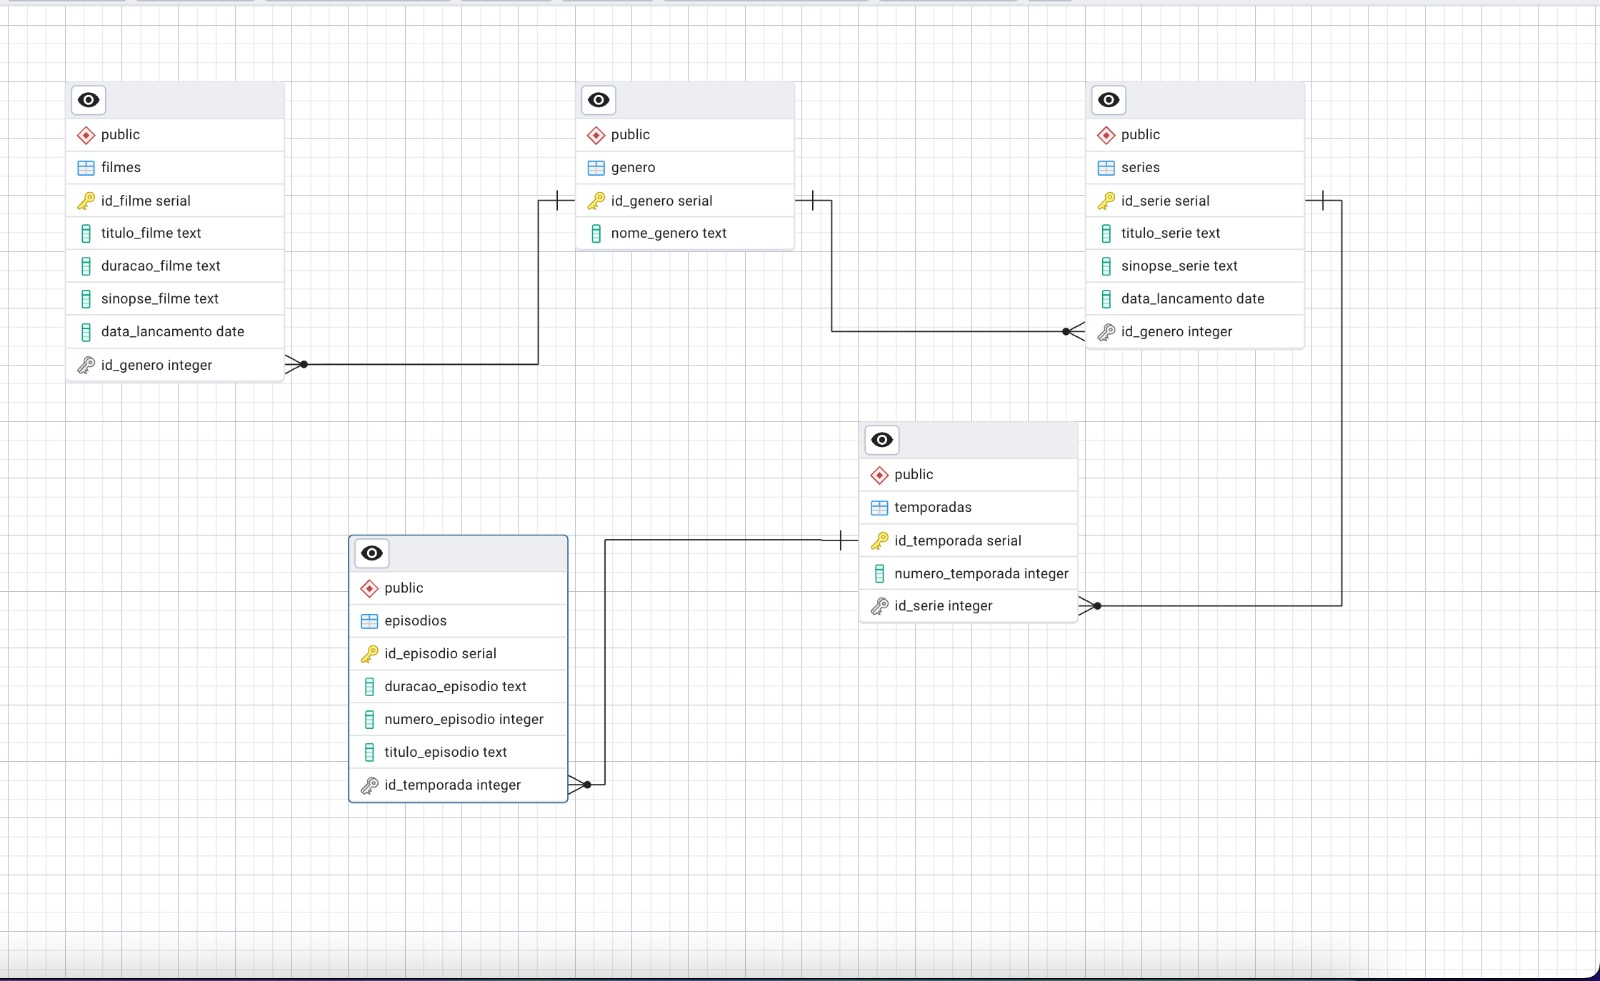 public
filmes
id_filme serial
titulo_filme text
duracao_filme text
sinopse_filme text
data_lancamento date
id_genero integer
public
genero
id_genero serial
nome_genero text
public
series
id_serie serial
titulo_serie text
sinopse_serie text
data_lancamento date
id_genero integer
public
temporadas
id_temporada serial
numero_temporada integer
id_serie integer
public
episodios
id_episodio serial
duracao_episodio text
numero_episodio integer
titulo_episodio text
id_temporada integer